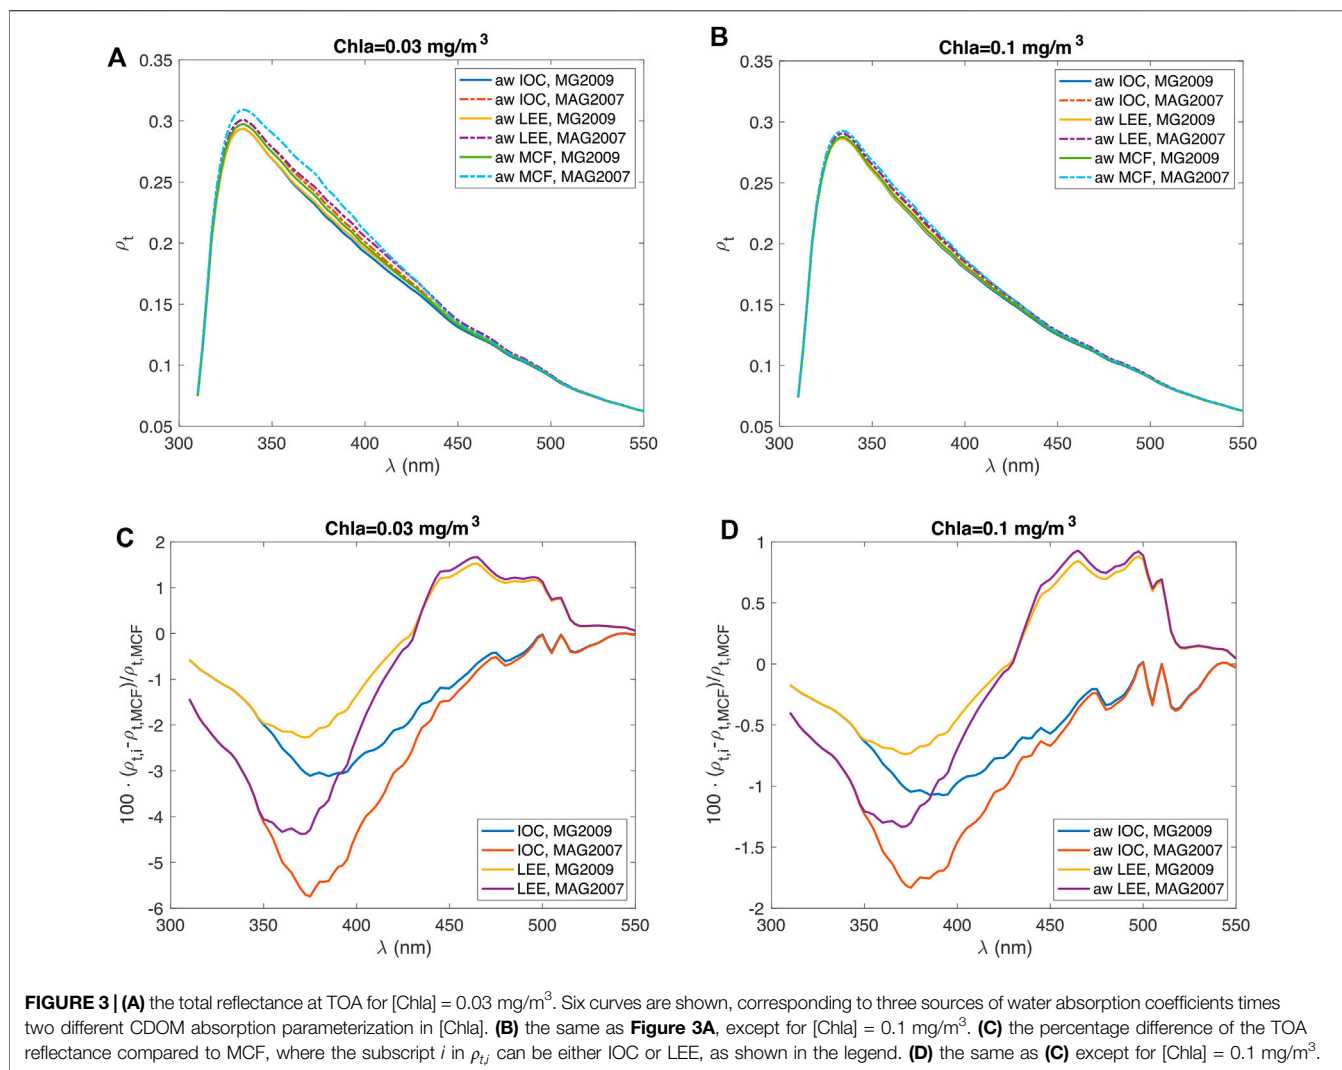 A
Chla=0.03 mg/m³
0.35
0.3
0.25
0.2
0.15
0.1
0.05
ρt
300
350
400
450
500
550
λ (nm)
aw IOC, MG2009
aw IOC, MAG2007
aw LEE, MG2009
aw LEE, MAG2007
aw MCF, MG2009
aw MCF, MAG2007
B
Chla=0.1 mg/m³
0.35
0.3
0.25
0.2
0.15
0.1
0.05
ρt
300
350
400
450
500
550
λ (nm)
aw IOC, MG2009
aw IOC, MAG2007
aw LEE, MG2009
aw LEE, MAG2007
aw MCF, MG2009
aw MCF, MAG2007
C
Chla=0.03 mg/m³
2
1
0
-1
-2
-3
-4
-5
-6
100 · (ρt,i-ρt,MCF)/ρt,MCF
300
350
400
450
500
550
λ (nm)
IOC, MG2009
IOC, MAG2007
LEE, MG2009
LEE, MAG2007
D
Chla=0.1 mg/m³
1
0.5
0
-0.5
-1
-1.5
-2
100 · (ρt,i-ρt,MCF)/ρt,MCF
300
350
400
450
500
550
λ (nm)
aw IOC, MG2009
aw IOC, MAG2007
aw LEE, MG2009
aw LEE, MAG2007
FIGURE 3 | (A) the total reflectance at TOA for [Chla] = 0.03 mg/m³. Six curves are shown, corresponding to three sources of water absorption coefficients times
two different CDOM absorption parameterization in [Chla]. (B) the same as Figure 3A, except for [Chla] = 0.1 mg/m³. (C) the percentage difference of the TOA
reflectance compared to MCF, where the subscript i in ρt,i can be either IOC or LEE, as shown in the legend. (D) the same as (C) except for [Chla] = 0.1 mg/m³.